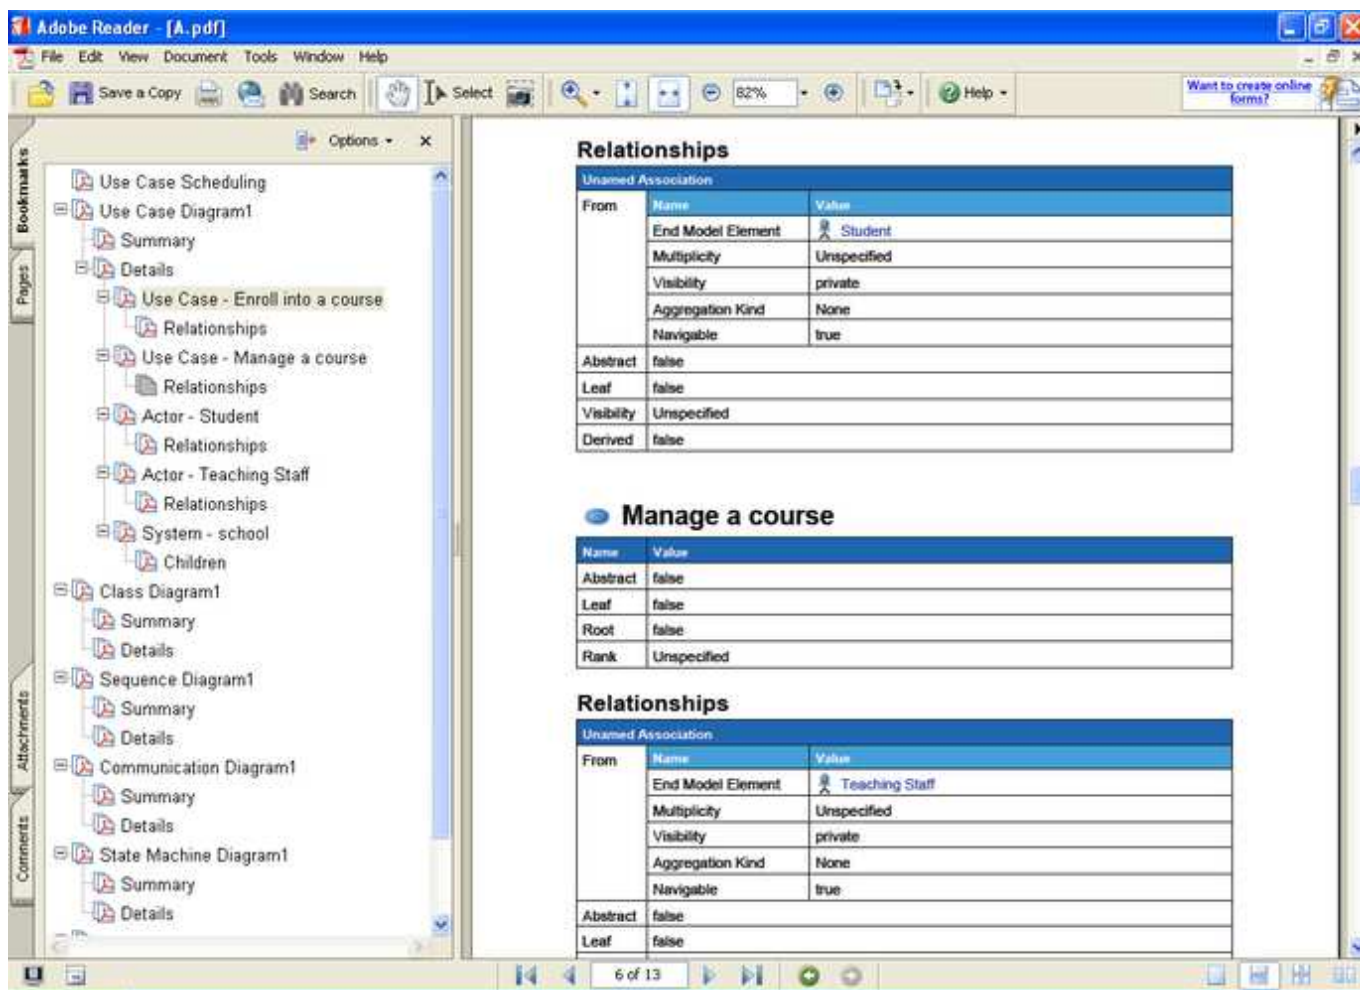 Adobe Reader - [A.pdf]
File Edit View Document Tools Window Help
Save a Copy Search Select 82% Help Want to create online forms?
Options x
Bookmarks
Pages
Attachments
Comments
Use Case Scheduling
Use Case Diagram1
Summary
Details
Use Case - Enroll into a course
Relationships
Use Case - Manage a course
Relationships
Actor - Student
Relationships
Actor - Teaching Staff
Relationships
System - school
Children
Class Diagram1
Summary
Details
Sequence Diagram1
Summary
Details
Communication Diagram1
Summary
Details
State Machine Diagram1
Summary
Details
Relationships
Unamed Association
From Name Value
End Model Element Student
Multiplicity Unspecified
Visibility private
Aggregation Kind None
Navigable true
Abstract false
Leaf false
Visibility Unspecified
Derived false
Manage a course
Name Value
Abstract false
Leaf false
Root false
Rank Unspecified
Relationships
Unamed Association
From Name Value
End Model Element Teaching Staff
Multiplicity Unspecified
Visibility private
Aggregation Kind None
Navigable true
Abstract false
Leaf false
6 of 13